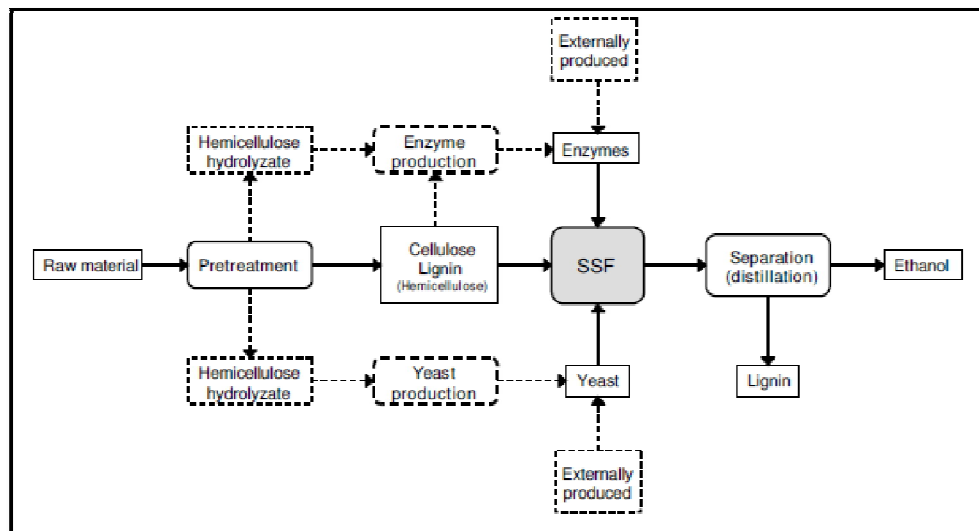 Externally
produced
Hemicellulose
hydrolyzate
Enzyme
production
Enzymes
Raw material
Pretreatment
Cellulose
Lignin
(Hemicellulose)
SSF
Separation
(distillation)
Ethanol
Hemicellulose
hydrolyzate
Yeast
production
Yeast
Lignin
Externally
produced